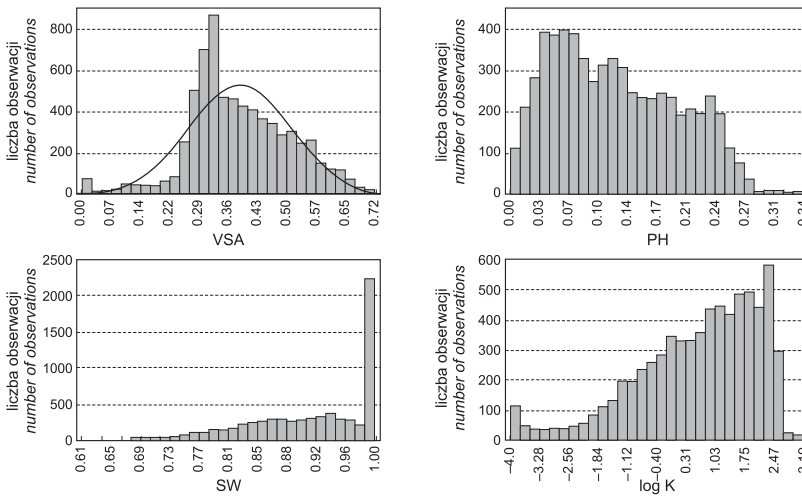 liczba obserwacji
number of observations
800
600
400
200
0
0.00 0.07 0.14 0.22 0.29 0.36 0.43 0.50 0.57 0.65 0.72
VSA
liczba obserwacji
number of observations
400
300
200
100
0
0.00 0.03 0.07 0.10 0.14 0.17 0.21 0.24 0.27 0.31 0.34
PH
liczba obserwacji
number of observations
2500
2000
1500
1000
500
0
0.61 0.65 0.69 0.73 0.77 0.81 0.85 0.88 0.92 0.96 1.00
SW
liczba obserwacji
number of observations
600
500
400
300
200
100
0
–4.0 –3.28 –2.56 –1.84 –1.12 –0.40 0.31 1.03 1.75 2.47
log K